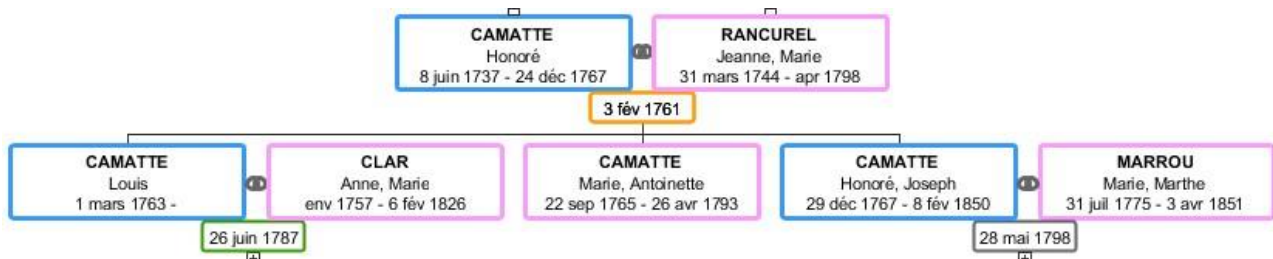 CAMATTE
Honoré
8 juin 1737 - 24 déc 1767
RANCUREL
Jeanne, Marie
31 mars 1744 - apr 1798
3 fév 1761
CAMATTE
Louis
1 mars 1763 -
CLAR
Anne, Marie
env 1757 - 6 fév 1826
26 juin 1787
CAMATTE
Marie, Antoinette
22 sep 1765 - 26 avr 1793
CAMATTE
Honoré, Joseph
29 déc 1767 - 8 fév 1850
MARROU
Marie, Marthe
31 juil 1775 - 3 avr 1851
28 mai 1798